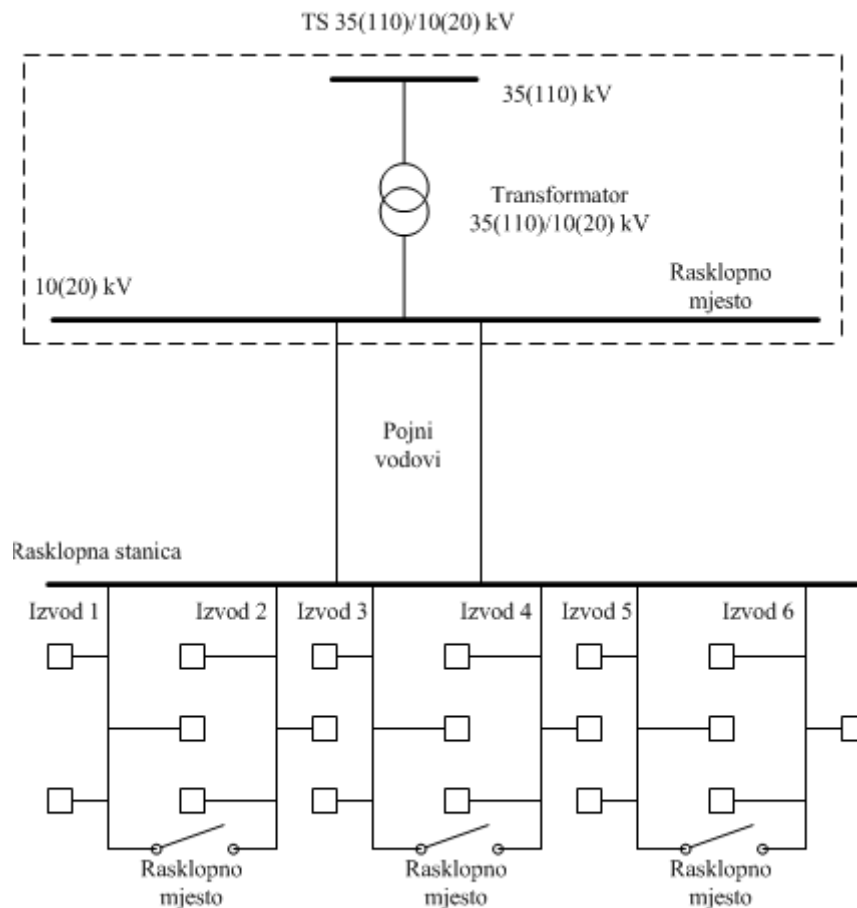 TS 35(110)/10(20) kV
35(110) kV
Transformator
35(110)/10(20) kV
10(20) kV
Rasklopno
mjesto
Pojni
vodovi
Rasklopna stanica
Izvod 1
Izvod 2
Izvod 3
Izvod 4
Izvod 5
Izvod 6
Rasklopno
mjesto
Rasklopno
mjesto
Rasklopno
mjesto